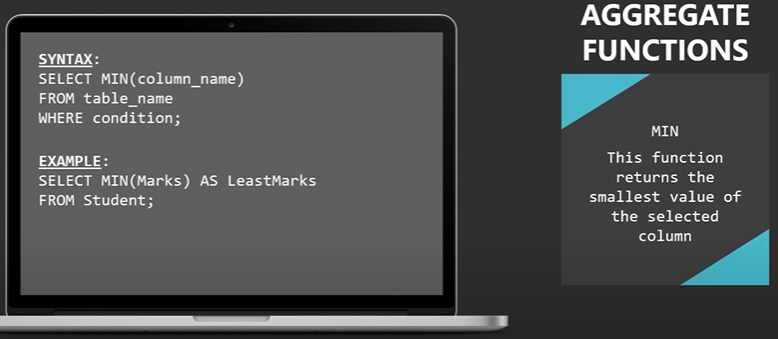 SYNTAX:
SELECT MIN(column_name)
FROM table_name
WHERE condition;
EXAMPLE:
SELECT MIN(Marks) AS LeastMarks
FROM Student;
AGGREGATE
FUNCTIONS
MIN
This function
returns the
smallest value of
the selected
column